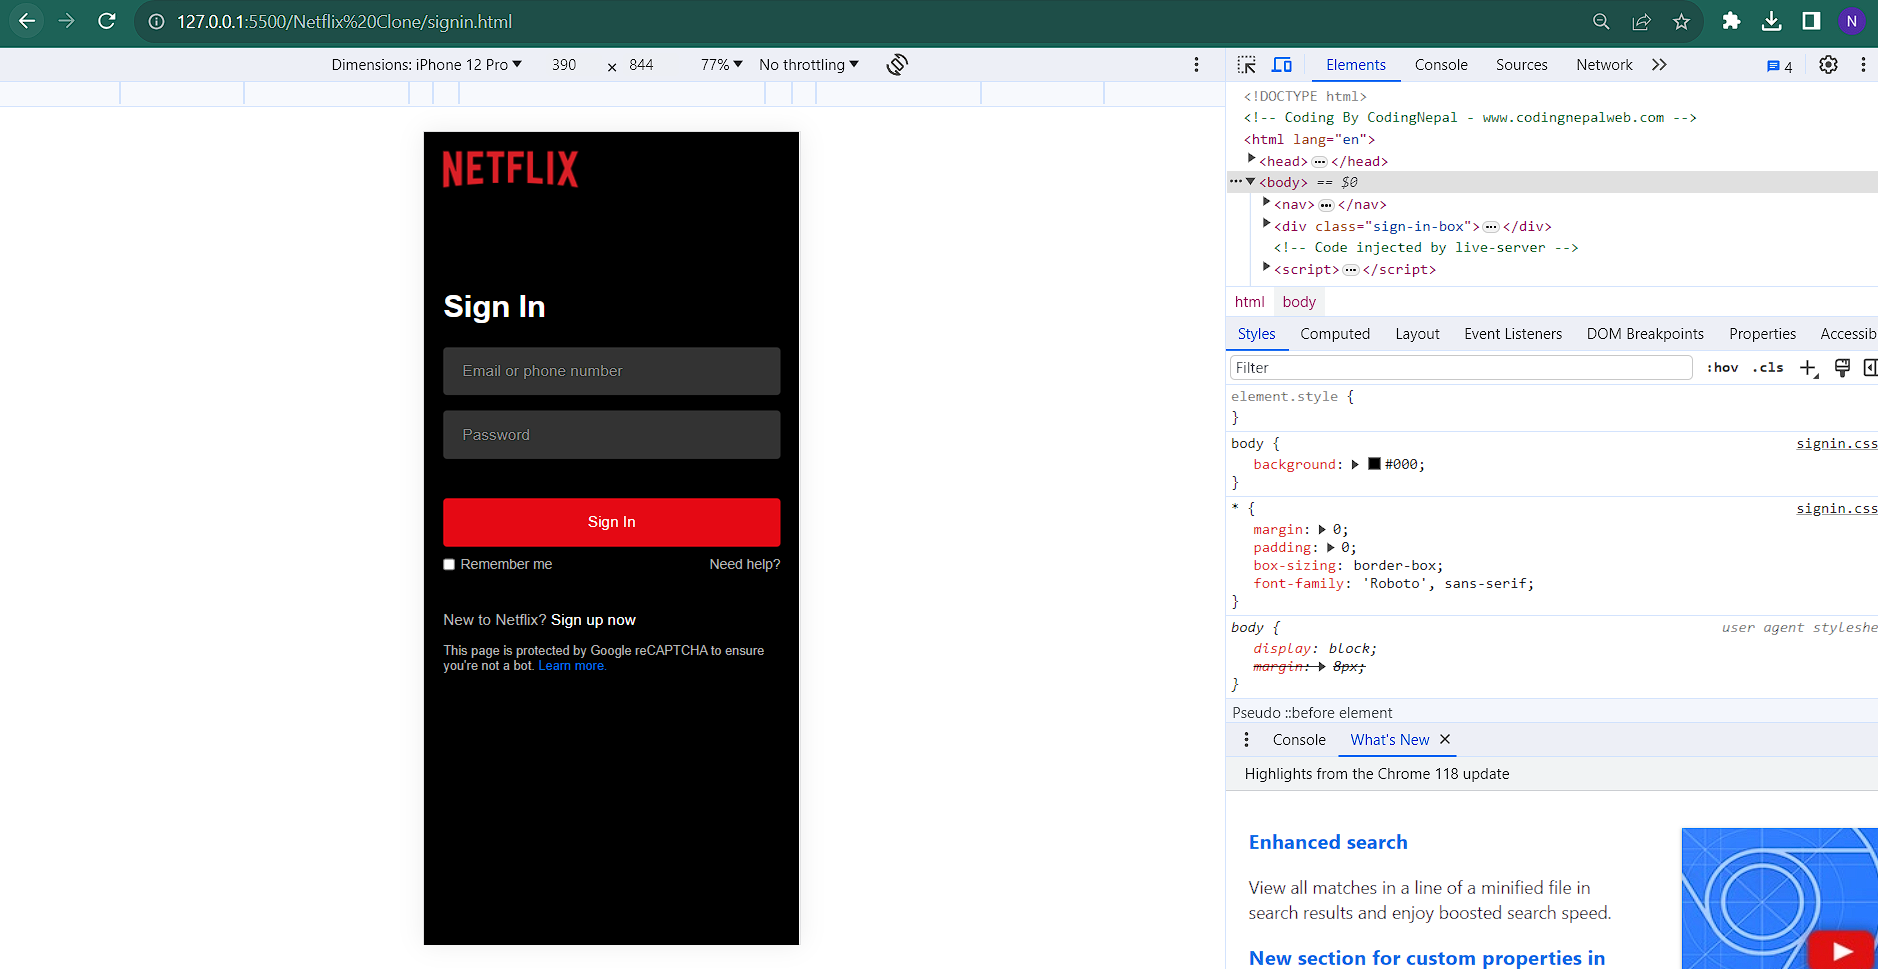 127.0.0.1:5500/Netflix%20Clone/signin.html
N
Dimensions: iPhone 12 Pro 390 × 844 77% No throttling
Elements Console Sources Network 4
<!DOCTYPE html>
<!-- Coding By CodingNepal - www.codingnepalweb.com -->
<html lang="en">
<head> ••• </head>
••• <body> == $0
<nav> ••• </nav>
<div class="sign-in-box"> ••• </div>
<!-- Code injected by live-server -->
<script> ••• </script>
html body
Styles Computed Layout Event Listeners DOM Breakpoints Properties Accessib
Filter :hov .cls
element.style {
}
body { signin.css
background: #000;
}
* { signin.css
margin: 0;
padding: 0;
box-sizing: border-box;
font-family: 'Roboto', sans-serif;
}
body { user agent styleshe
display: block;
margin: 8px;
}
Pseudo ::before element
Console What's New
Highlights from the Chrome 118 update
Enhanced search
View all matches in a line of a minified file in
search results and enjoy boosted search speed.
New section for custom properties in
NETFLIX
Sign In
Email or phone number
Password
Sign In
Remember me Need help?
New to Netflix? Sign up now
This page is protected by Google reCAPTCHA to ensure
you're not a bot. Learn more.